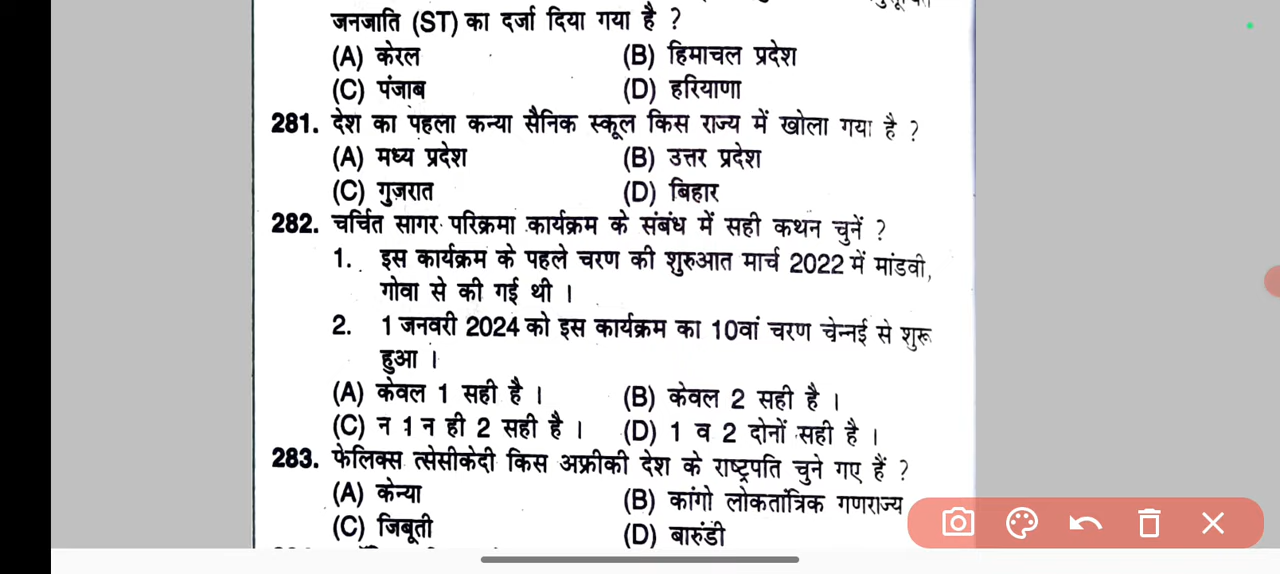 जनजाति (ST) का दर्जा दिया गया है ?
(A) केरल (B) हिमाचल प्रदेश
(C) पंजाब (D) हरियाणा
281. देश का पहला कन्या सैनिक स्कूल किस राज्य में खोला गया है ?
(A) मध्य प्रदेश (B) उत्तर प्रदेश
(C) गुजरात (D) बिहार
282. चर्चित सागर परिक्रमा कार्यक्रम के संबंध में सही कथन चुनें ?
1. इस कार्यक्रम के पहले चरण की शुरुआत मार्च 2022 में मांडवी,
गोवा से की गई थी ।
2. 1 जनवरी 2024 को इस कार्यक्रम का 10वां चरण चेन्नई से शुरू
हुआ ।
(A) केवल 1 सही है । (B) केवल 2 सही है ।
(C) न 1 न ही 2 सही है । (D) 1 व 2 दोनों सही है ।
283. फेलिक्स त्सेसीकेदी किस अफ्रीकी देश के राष्ट्रपति चुने गए हैं ?
(A) केन्या (B) कांगो लोकतांत्रिक गणराज्य
(C) जिबूती (D) बारुंडी